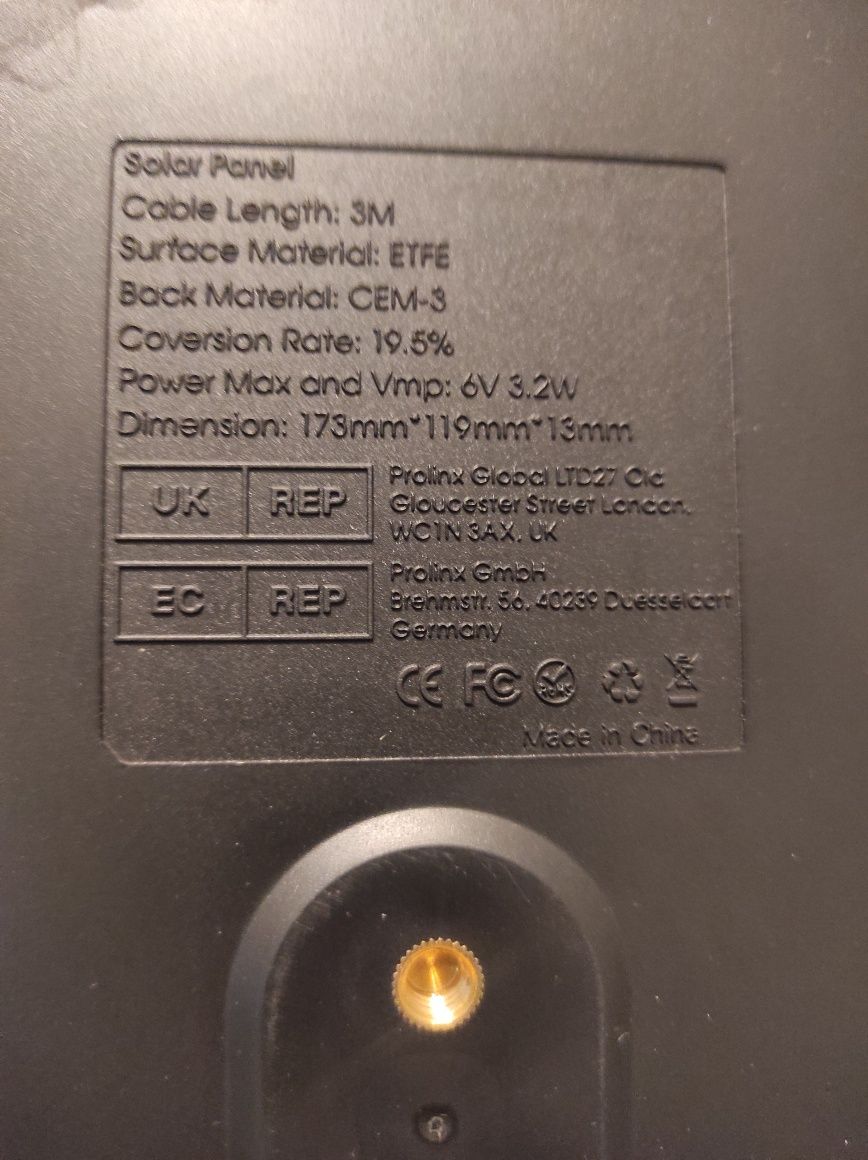 Solar Panel
Cable Length: 3M
Surface Material: ETFE
Back Material: CEM-3
Coversion Rate: 19.5%
Power Max and Vmp: 6V 3.2W
Dimension: 173mm*119mm*13mm
UK REP
Prolinx Global LTD27 Old
Gloucester Street London.
WC1N 3AX. UK
EC REP
Prolinx GmbH
Brehmstr. 56. 40239 Duesseldorf
Germany
CE FC RoHS
Made in China